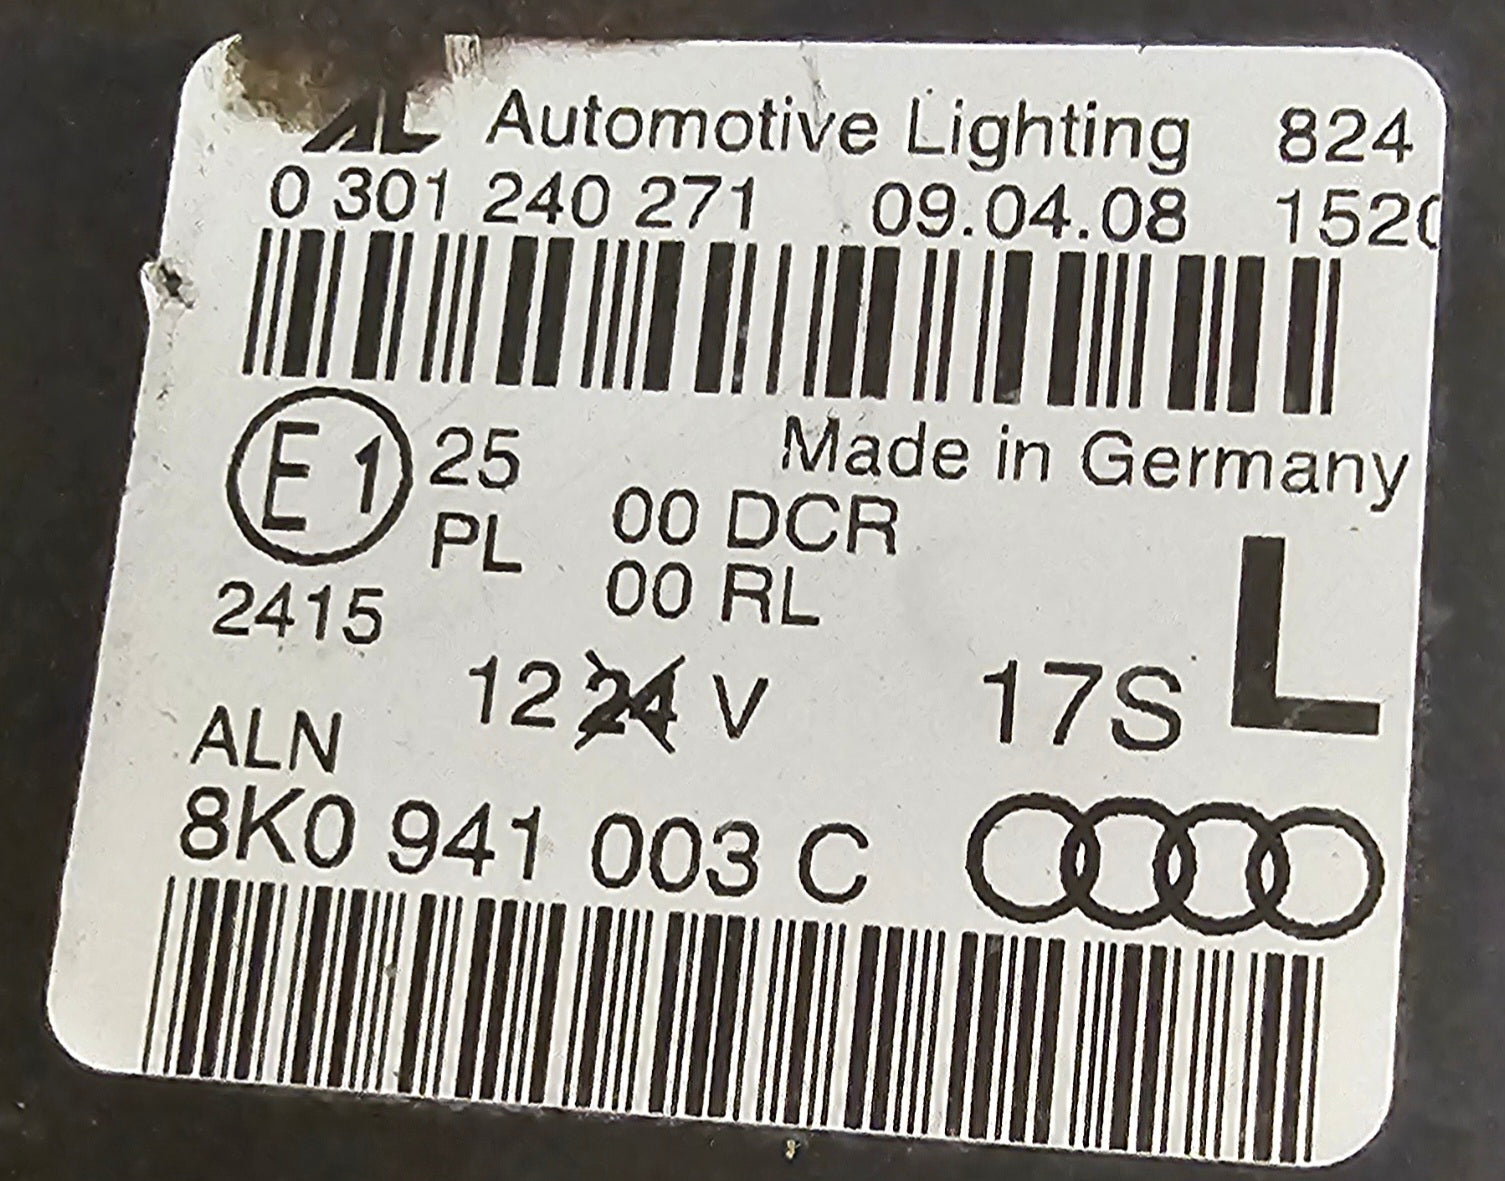 AL Automotive Lighting 824
0 301 240 271 09.04.08 1520
E1 25 Made in Germany
PL 00 DCR
00 RL
2415
12 24 V 17S L
ALN
8K0 941 003 C